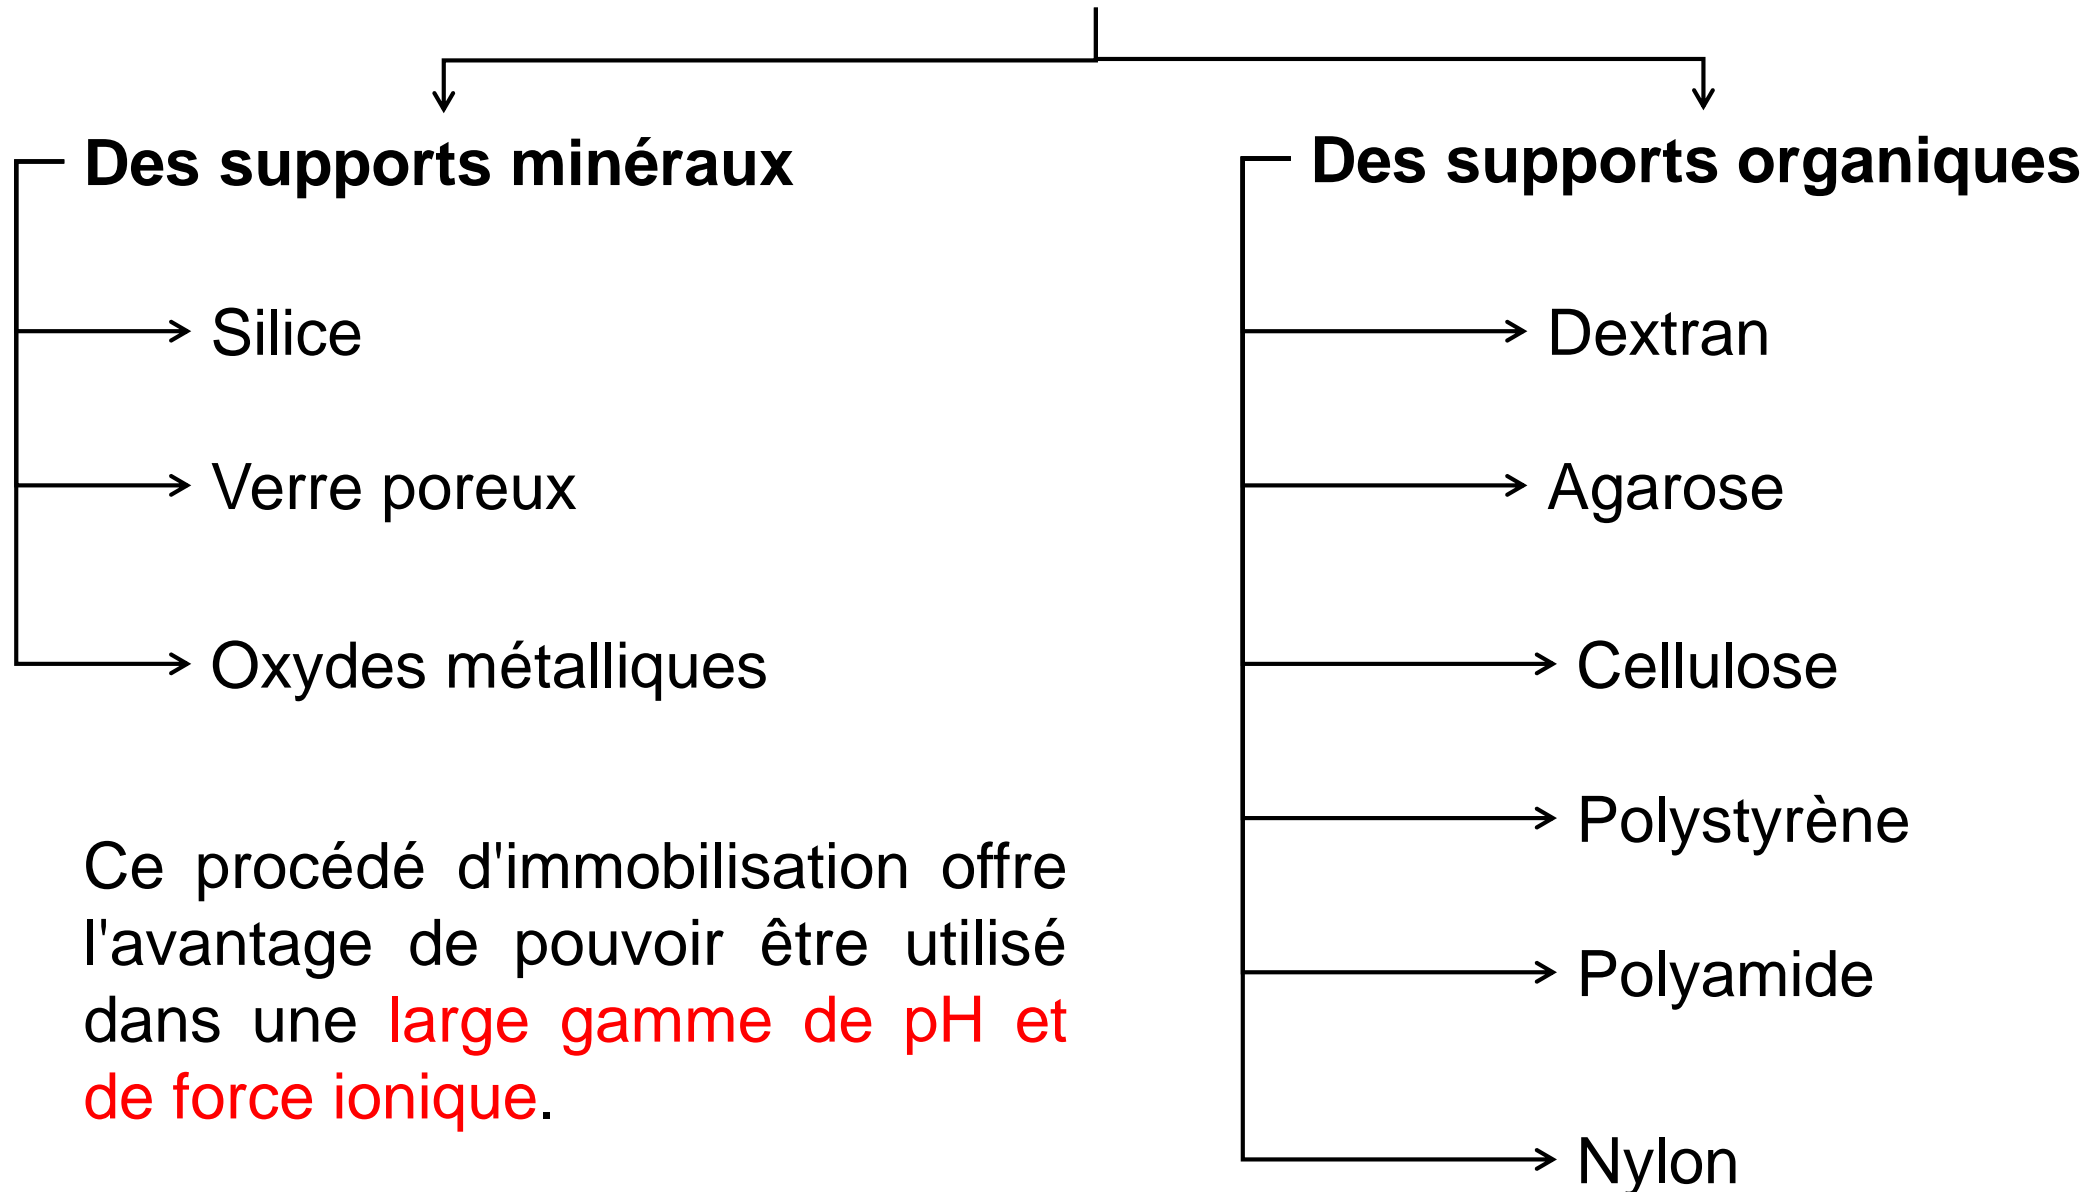 Des supports minéraux
Silice
Verre poreux
Oxydes métalliques
Ce procédé d'immobilisation offre
l'avantage de pouvoir être utilisé
dans une large gamme de pH et
de force ionique.
Des supports organiques
Dextran
Agarose
Cellulose
Polystyrène
Polyamide
Nylon